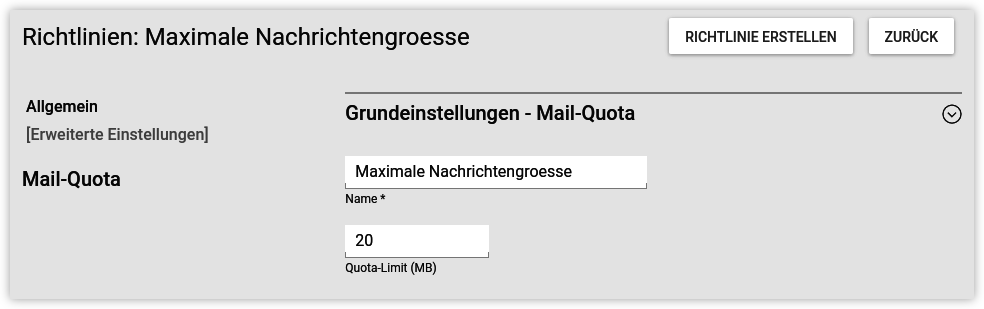 Richtlinien: Maximale Nachrichtengroesse
RICHTLINIE ERSTELLEN
ZURÜCK
Allgemein
[Erweiterte Einstellungen]
Mail-Quota
Grundeinstellungen - Mail-Quota
Maximale Nachrichtengroesse
Name *
20
Quota-Limit (MB)